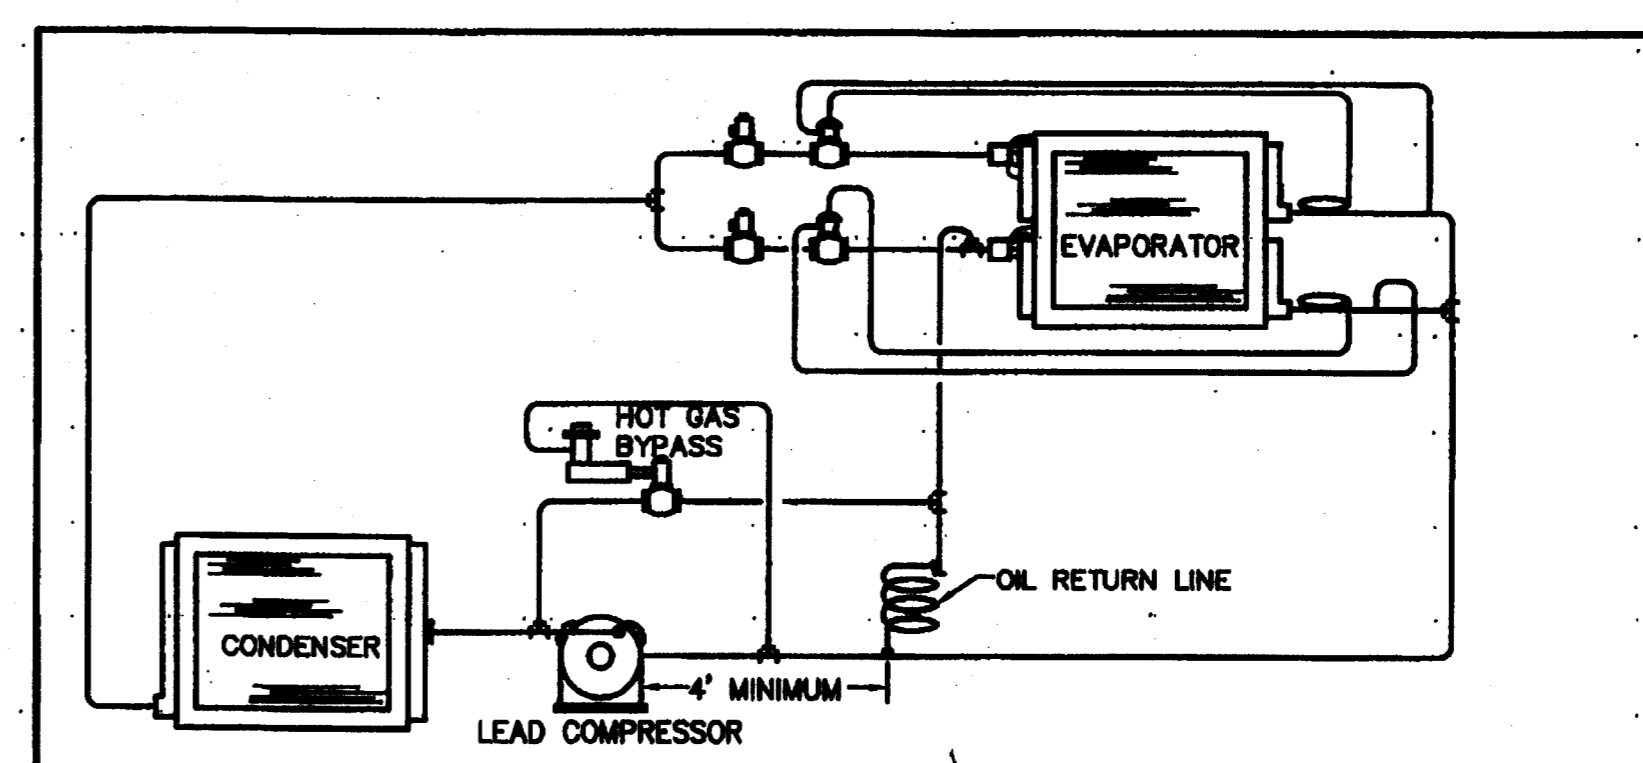 EVAPORATOR
HOT GAS
BYPASS
OIL RETURN LINE
CONDENSER
4' MINIMUM
LEAD COMPRESSOR